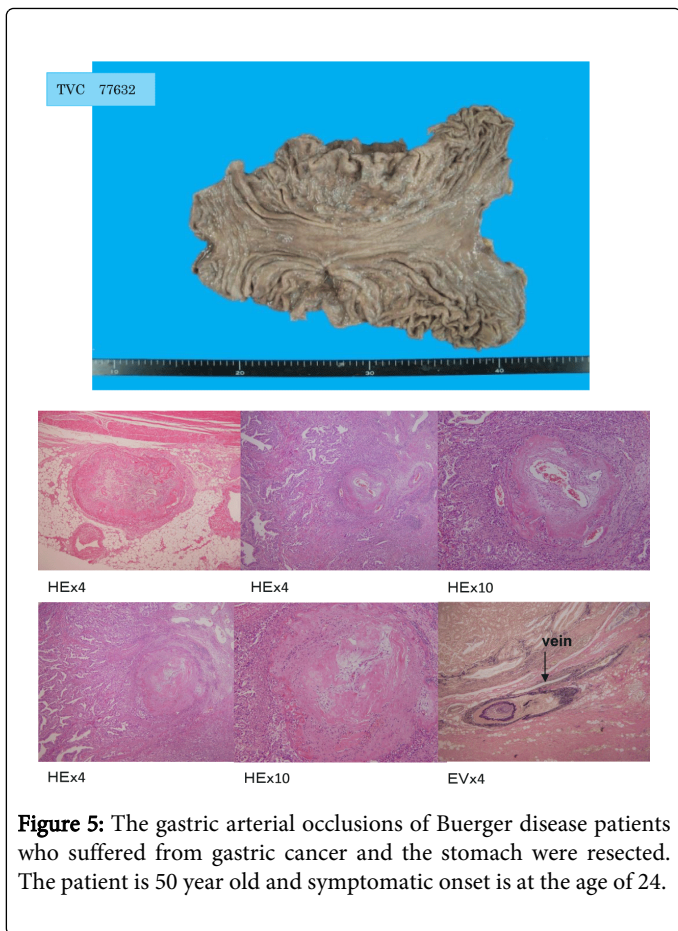 TVC 77632
15 20 30 40
HEx4 HEx4 HEx10
vein
HEx4 HEx10 EVx4
Figure 5: The gastric arterial occlusions of Buerger disease patients
who suffered from gastric cancer and the stomach were resected.
The patient is 50 year old and symptomatic onset is at the age of 24.